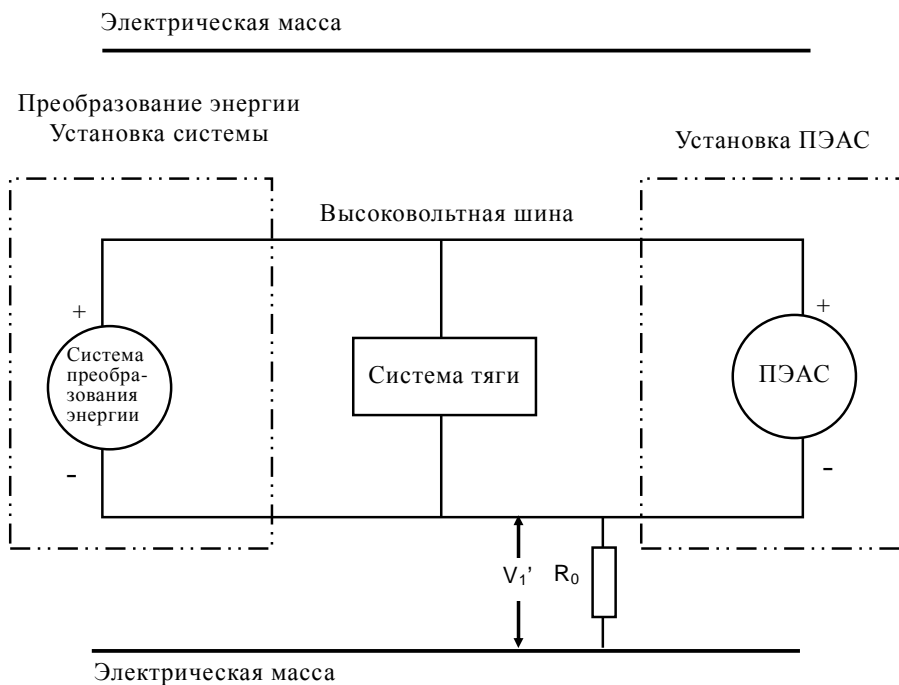 Электрическая масса
Преобразование энергии
Установка системы
Установка ПЭАС
Высоковольтная шина
+
+
Система
преобра-
зования
энергии
Система тяги
ПЭАС
-
-
V₁’
R₀
Электрическая масса